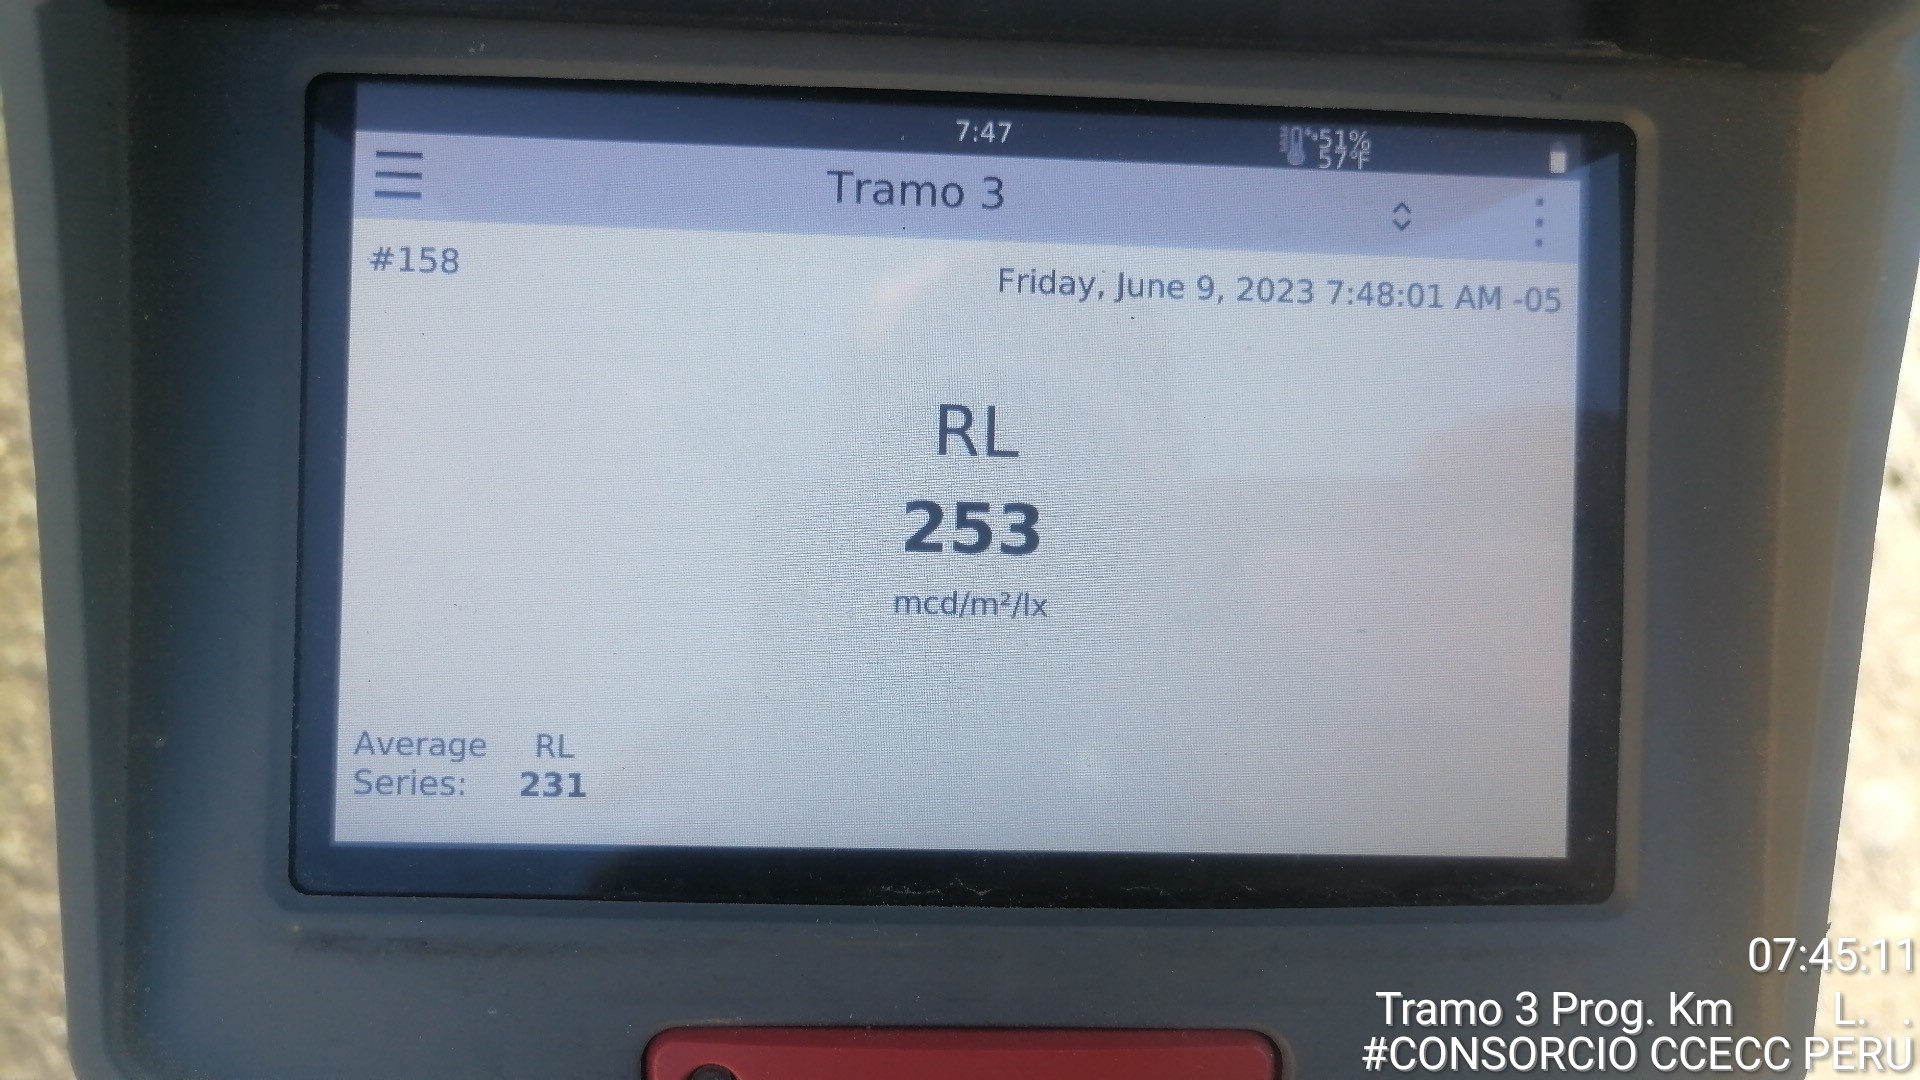 7:47
51%
57°F
Tramo 3
#158
Friday, June 9, 2023 7:48:01 AM -05
RL
253
mcd/m²/lx
Average RL
Series: 231
07:45:11
Tramo 3 Prog. Km L. .
#CONSORCIO CCECC PERU